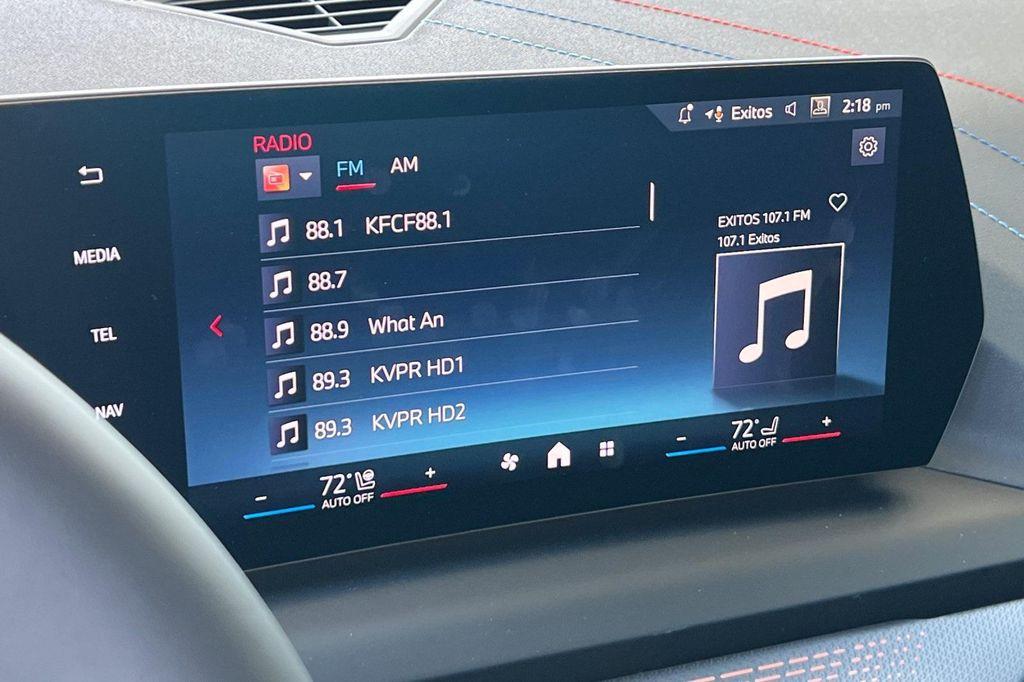 Exitos 2:18 pm
RADIO
FM AM
MEDIA
TEL
NAV
88.1 KFCF88.1
88.7
88.9 What An
89.3 KVPR HD1
89.3 KVPR HD2
EXITOS 107.1 FM
107.1 Exitos
- 72° +
AUTO OFF
- 72° +
AUTO OFF